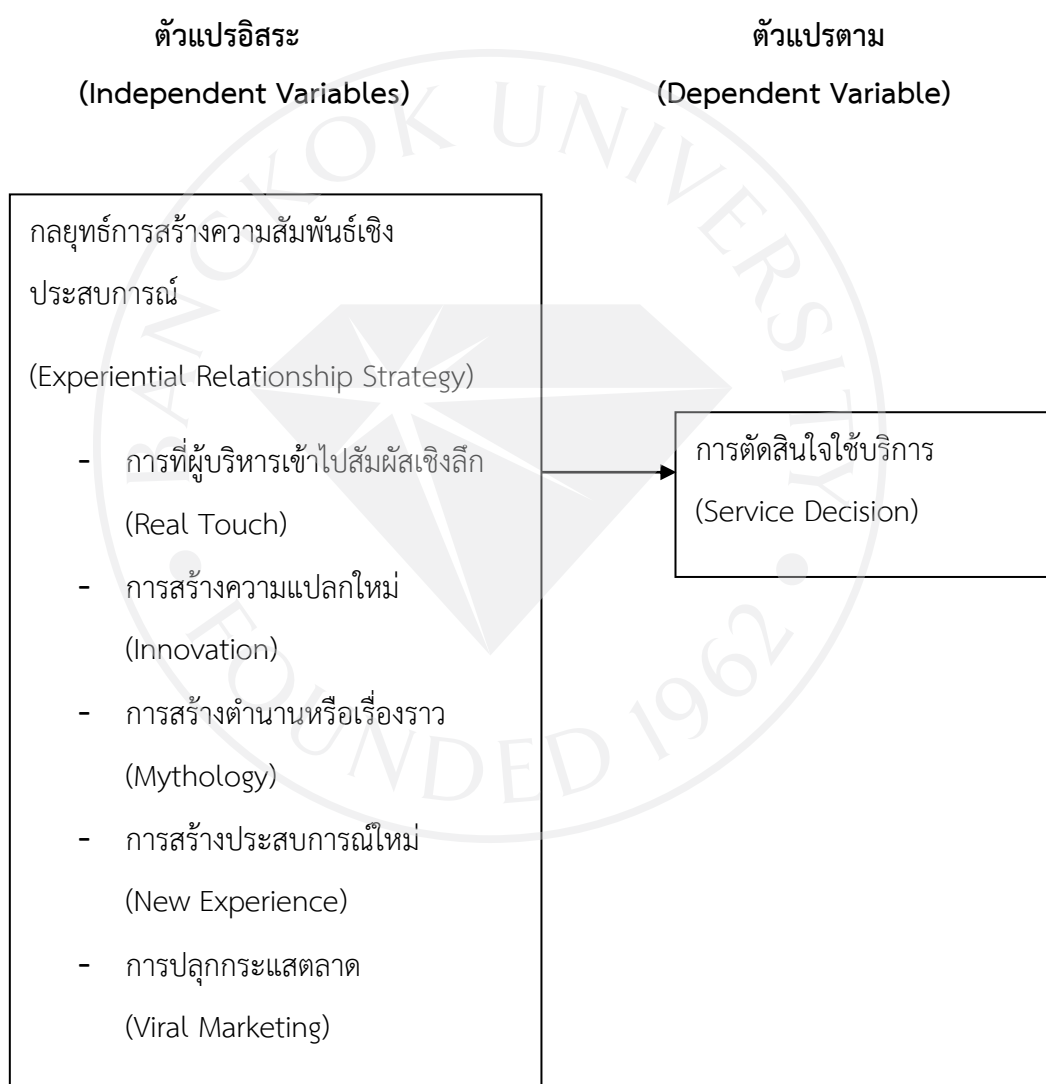 ตัวแปรอิสระ
(Independent Variables)
ตัวแปรตาม
(Dependent Variable)
กลยุทธ์การสร้างความสัมพันธ์เชิง
ประสบการณ์
(Experiential Relationship Strategy)
- การที่ผู้บริหารเข้าไปสัมผัสเชิงลึก
(Real Touch)
- การสร้างความแปลกใหม่
(Innovation)
- การสร้างตำนานหรือเรื่องราว
(Mythology)
- การสร้างประสบการณ์ใหม่
(New Experience)
- การปลุกกระแสตลาด
(Viral Marketing)
การตัดสินใจใช้บริการ
(Service Decision)
BANGKOK UNIVERSITY
FOUNDED 1962